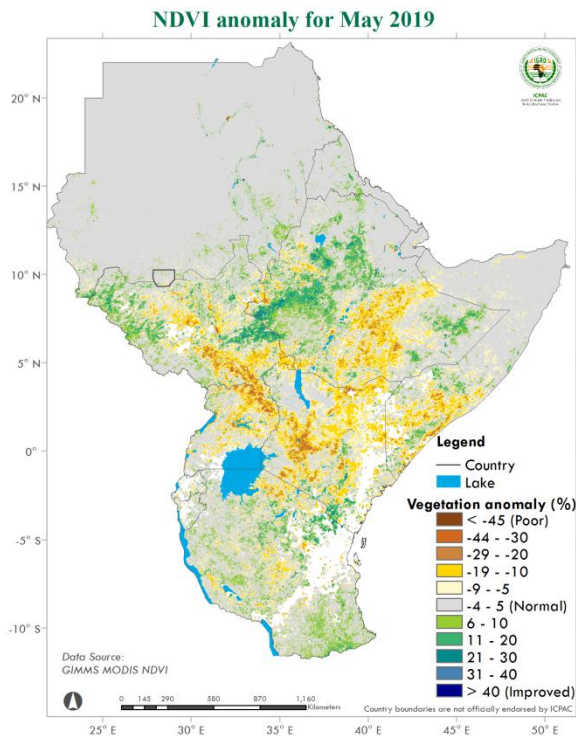 NDVI anomaly for May 2019
IGAD
ICPAC
20° N
15° N
10° N
5° N
0°
-5° S
-10° S
Legend
Country
Lake
Vegetation anomaly (%)
< -45 (Poor)
-44 - -30
-29 - -20
-19 - -10
-9 - -5
-4 - 5 (Normal)
6 - 10
11 - 20
21 - 30
31 - 40
> 40 (Improved)
Data Source:
GIMMS MODIS NDVI
0 145 290 580 870 1,160
Kilometers
Country boundaries are not officially endorsed by ICPAC
25° E 30° E 35° E 40° E 45° E 50° E